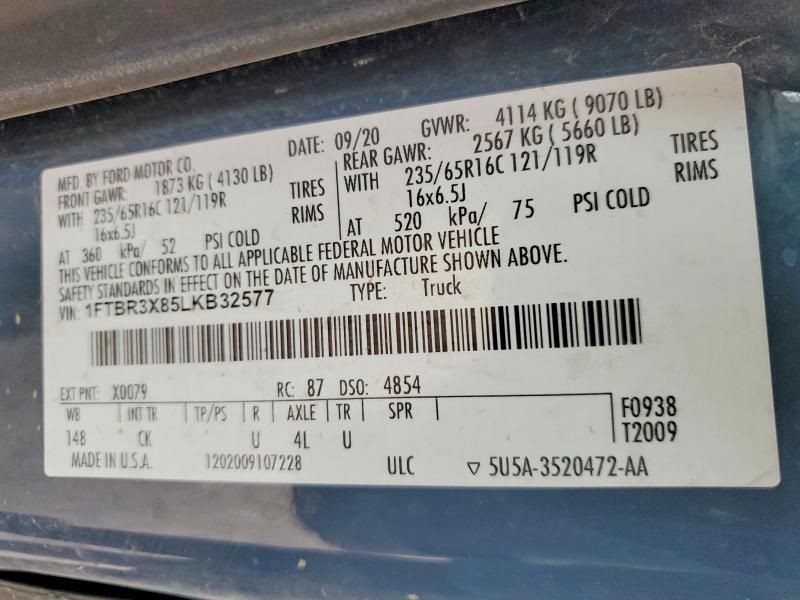 MFD. BY FORD MOTOR CO.
DATE: 09/20 GVWR: 4114 KG ( 9070 LB)
FRONT GAWR: 1873 KG ( 4130 LB)
WITH 235/65R16C 121/119R TIRES
16x6.5J RIMS
AT 360 kPa/ 52 PSI COLD
REAR GAWR: 2567 KG ( 5660 LB)
WITH 235/65R16C 121/119R TIRES
16x6.5J RIMS
AT 520 kPa/ 75 PSI COLD
THIS VEHICLE CONFORMS TO ALL APPLICABLE FEDERAL MOTOR VEHICLE
SAFETY STANDARDS IN EFFECT ON THE DATE OF MANUFACTURE SHOWN ABOVE.
VIN: 1FTBR3X85LKB32577 TYPE: Truck
EXT PNT: X0079 RC: 87 DSO: 4854
WB INT TR TP/PS R AXLE TR SPR
148 CK U 4L U
F0938
T2009
MADE IN U.S.A. 1202009107228 ULC ▽ 5U5A-3520472-AA